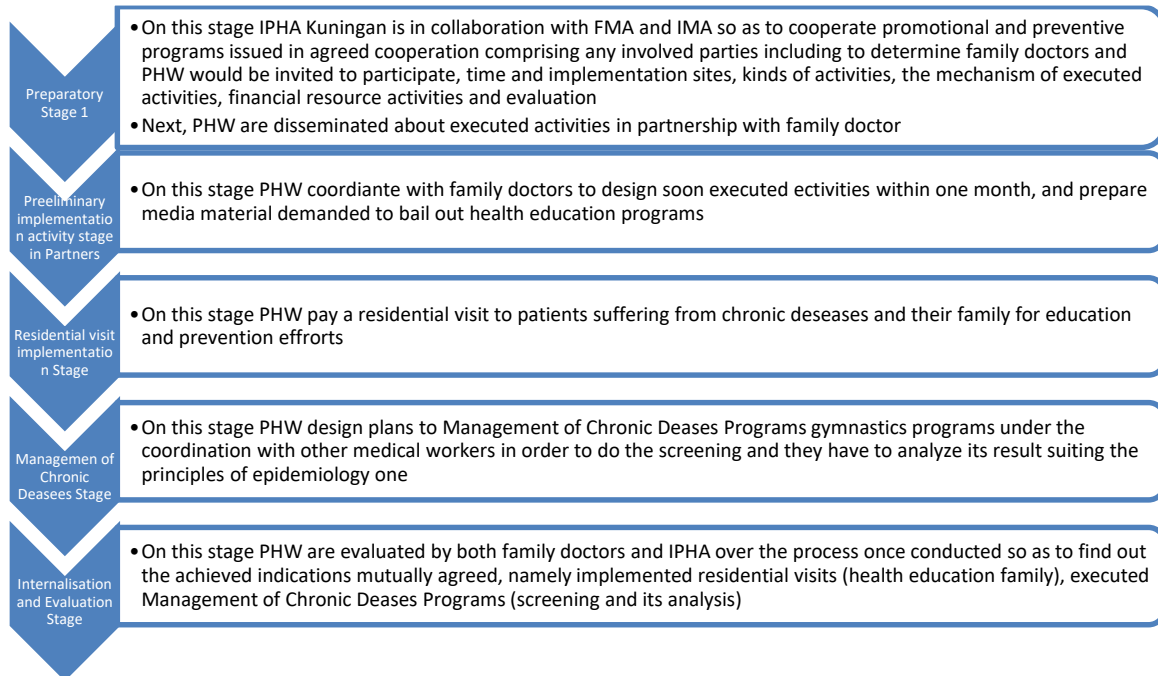 Preparatory
Stage 1
•On this stage IPHA Kuningan is in collaboration with FMA and IMA so as to cooperate promotional and preventive
programs issued in agreed cooperation comprising any involved parties including to determine family doctors and
PHW would be invited to participate, time and implementation sites, kinds of activities, the mechanism of executed
activities, financial resource activities and evaluation
•Next, PHW are disseminated about executed activities in partnership with family doctor
Preeliminary
implementatio
n activity stage
in Partners
•On this stage PHW coordiante with family doctors to design soon executed ectivities within one month, and prepare
media material demanded to bail out health education programs
Residential visit
implementatio
n Stage
•On this stage PHW pay a residential visit to patients suffering from chronic deseases and their family for education
and prevention effrorts
Managemen of
Chronic
Deasees Stage
•On this stage PHW design plans to Management of Chronic Deases Programs gymnastics programs under the
coordination with other medical workers in order to do the screening and they have to analyze its result suiting the
principles of epidemiology one
Internalisation
and Evaluation
Stage
•On this stage PHW are evaluated by both family doctors and IPHA over the process once conducted so as to find out
the achieved indications mutually agreed, namely implemented residential visits (health education family), executed
Management of Chronic Deases Programs (screening and its analysis)